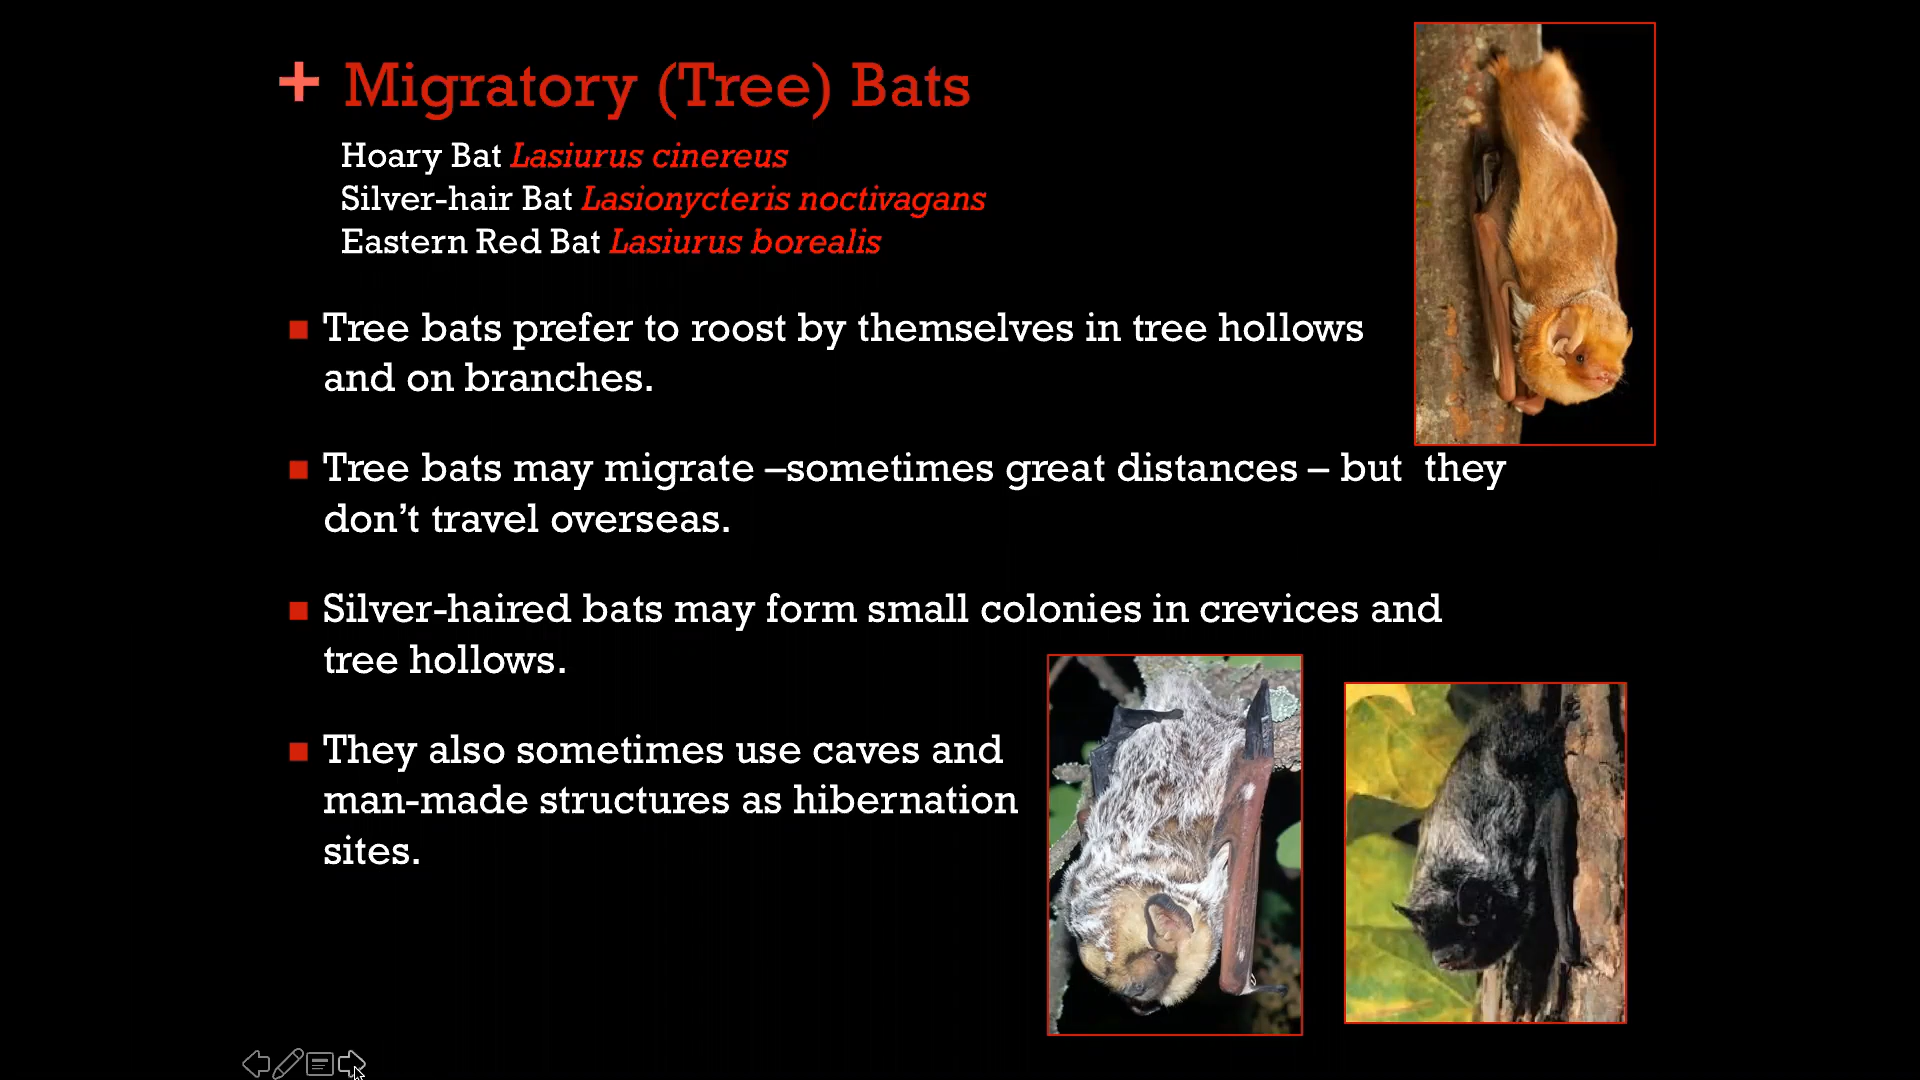 + Migratory (Tree) Bats
Hoary Bat Lasiurus cinereus
Silver-hair Bat Lasionycteris noctivagans
Eastern Red Bat Lasiurus borealis
Tree bats prefer to roost by themselves in tree hollows
and on branches.
Tree bats may migrate –sometimes great distances – but  they
don’t travel overseas.
Silver-haired bats may form small colonies in crevices and
tree hollows.
They also sometimes use caves and
man-made structures as hibernation
sites.